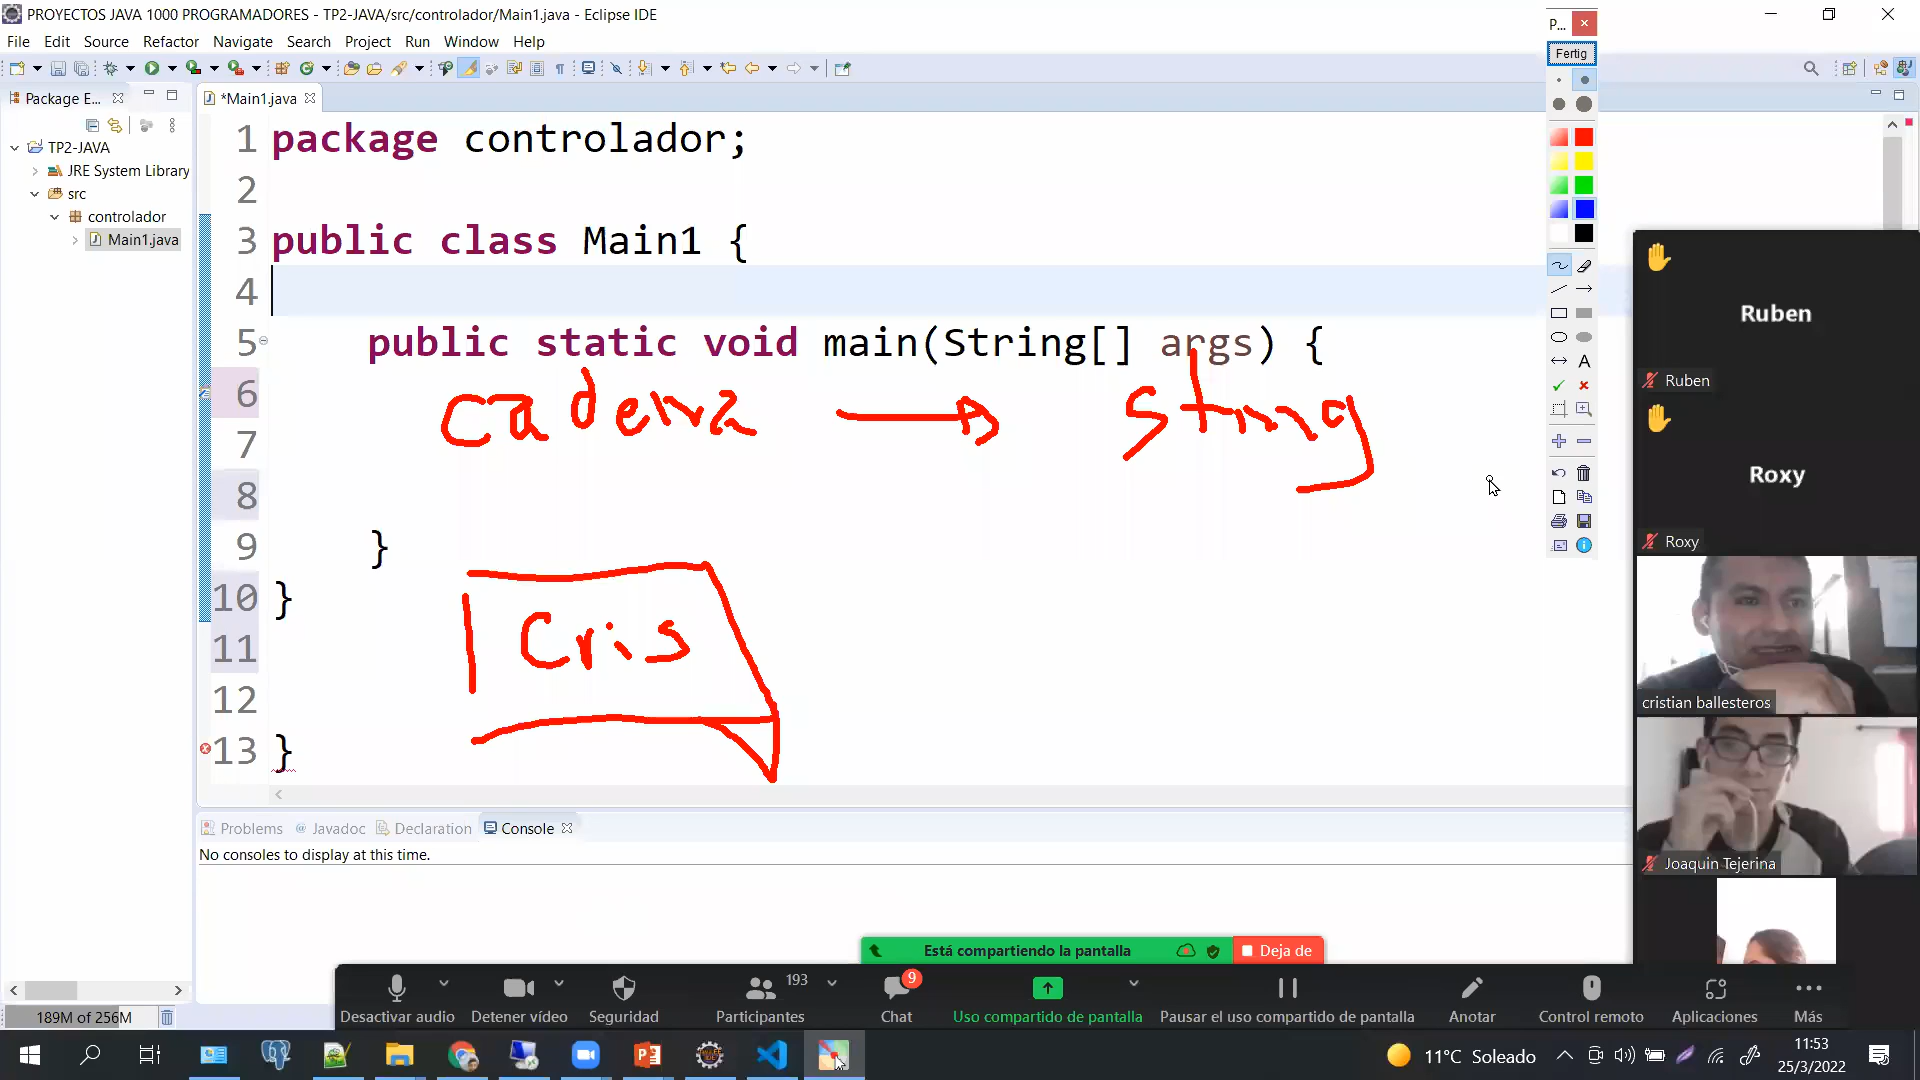 PROYECTOS JAVA 1000 PROGRAMADORES - TP2-JAVA/src/controlador/Main1.java - Eclipse IDE
File Edit Source Refactor Navigate Search Project Run Window Help
P...
Fertig
Package E...
*Main1.java
TP2-JAVA
JRE System Library
src
controlador
Main1.java
1 package controlador;
2
3 public class Main1 {
4
5 public static void main(String[] args) {
6
7
8
9 }
10 }
11
12
13 }
cadena String
Cris
A
Ruben
Ruben
Roxy
Roxy
cristian ballesteros
Joaquin Tejerina
Problems Javadoc Declaration Console
No consoles to display at this time.
Está compartiendo la pantalla Deja de
193
9
Desactivar audio Detener vídeo Seguridad Participantes Chat Uso compartido de pantalla Pausar el uso compartido de pantalla Anotar Control remoto Aplicaciones Más
189M of 256M
11°C Soleado
11:53
25/3/2022